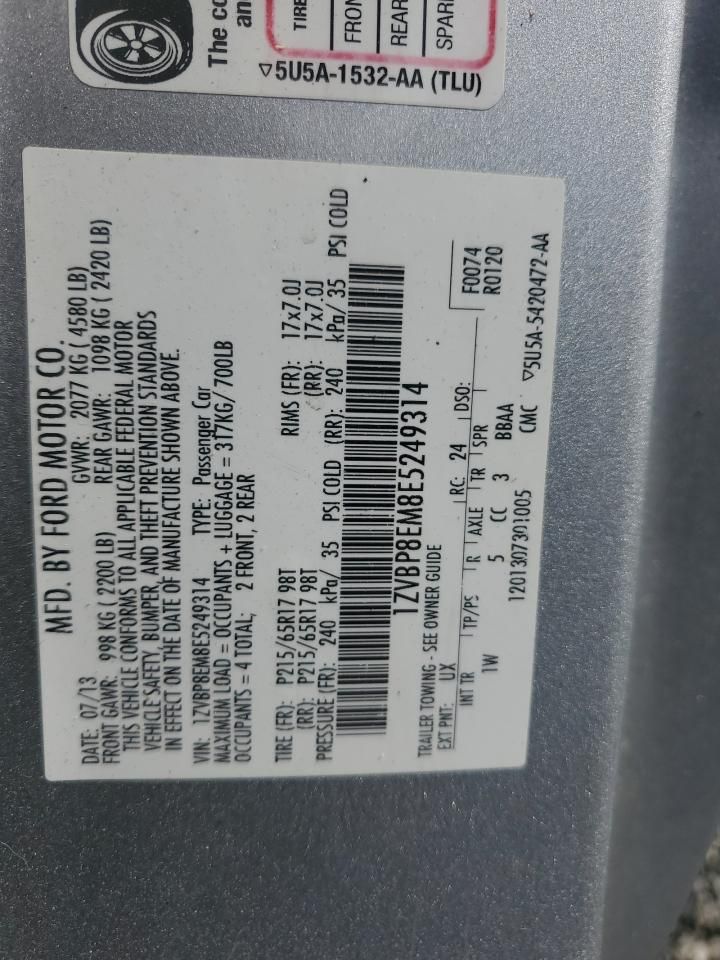 The co
an
TIRE
FRON
REAR
SPAR
▽5U5A-1532-AA (TLU)
MFD. BY FORD MOTOR CO.
DATE: 07/13 GVWR: 2077 KG (4580 LB)
FRONT GAWR: 998 KG (2200 LB) REAR GAWR: 1098 KG (2420 LB)
THIS VEHICLE CONFORMS TO ALL APPLICABLE FEDERAL MOTOR
VEHICLE SAFETY, BUMPER, AND THEFT PREVENTION STANDARDS
IN EFFECT ON THE DATE OF MANUFACTURE SHOWN ABOVE.
VIN: 1ZVBP8EM8E5249314 TYPE: Passenger Car
MAXIMUM LOAD = OCCUPANTS + LUGGAGE = 317KG/700LB
OCCUPANTS = 4 TOTAL; 2 FRONT, 2 REAR
TIRE (FR): P215/65R17 98T RIMS (FR): 17x7.0J
(RR): P215/65R17 98T (RR): 17x7.0J
PRESSURE (FR): 240 kPa/ 35 PSI COLD (RR): 240 kPa/ 35 PSI COLD
1ZVBP8EM8E5249314
TRAILER TOWING - SEE OWNER GUIDE
EXT PNT: UX RC: 24 DSO: F0074
R0120
INT TR TP/PS R AXLE TR SPR
1W 5 CC 3 BBAA
1201307301005 CMC
▽5U5A-5420472-AA